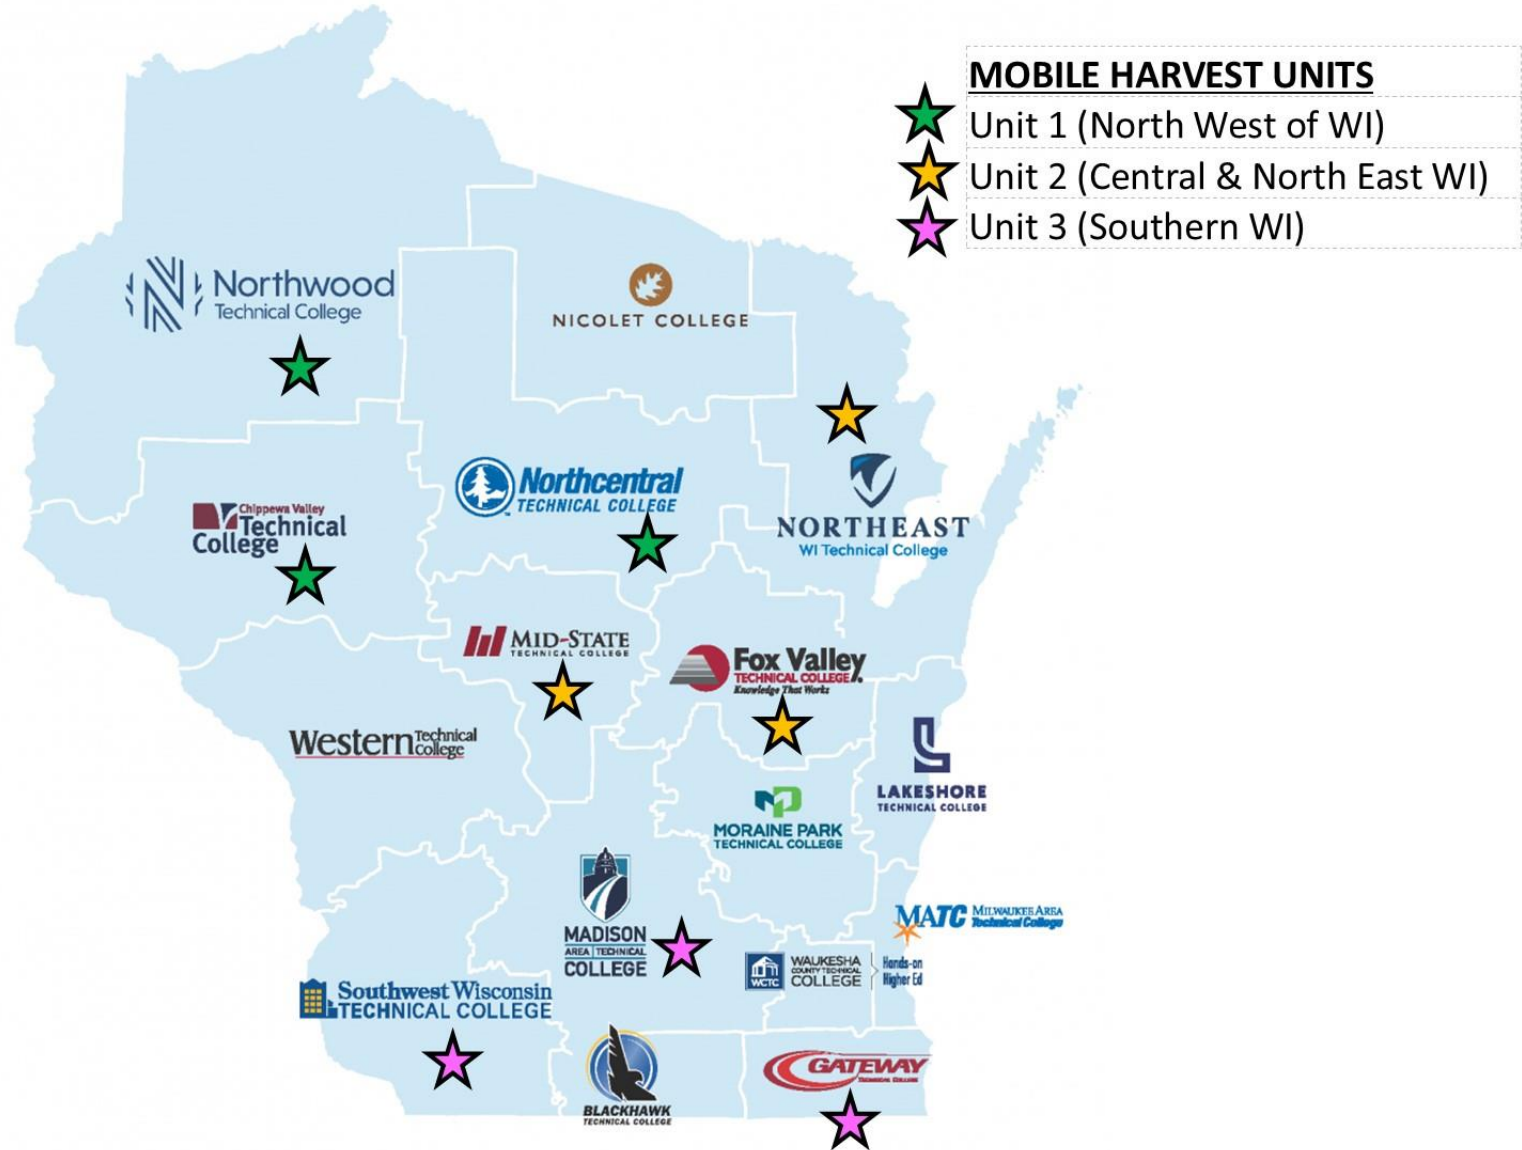 MOBILE HARVEST UNITS
Unit 1 (North West of WI)
Unit 2 (Central & North East WI)
Unit 3 (Southern WI)
Northwood
Technical College
NICOLET COLLEGE
Northcentral
TECHNICAL COLLEGE
Chippewa Valley
Technical
College
NORTHEAST
WI Technical College
MID-STATE
TECHNICAL COLLEGE
Fox Valley
TECHNICAL COLLEGE
Knowledge That Works
Western Technical
College
LAKESHORE
TECHNICAL COLLEGE
MORAINE PARK
TECHNICAL COLLEGE
MADISON
AREA TECHNICAL
COLLEGE
MATC MILWAUKEE AREA
Technical College
WCTC
WAUKESHA
COUNTY TECHNICAL
COLLEGE
Hands-on
Higher Ed
Southwest Wisconsin
TECHNICAL COLLEGE
BLACKHAWK
TECHNICAL COLLEGE
GATEWAY
TECHNICAL COLLEGE